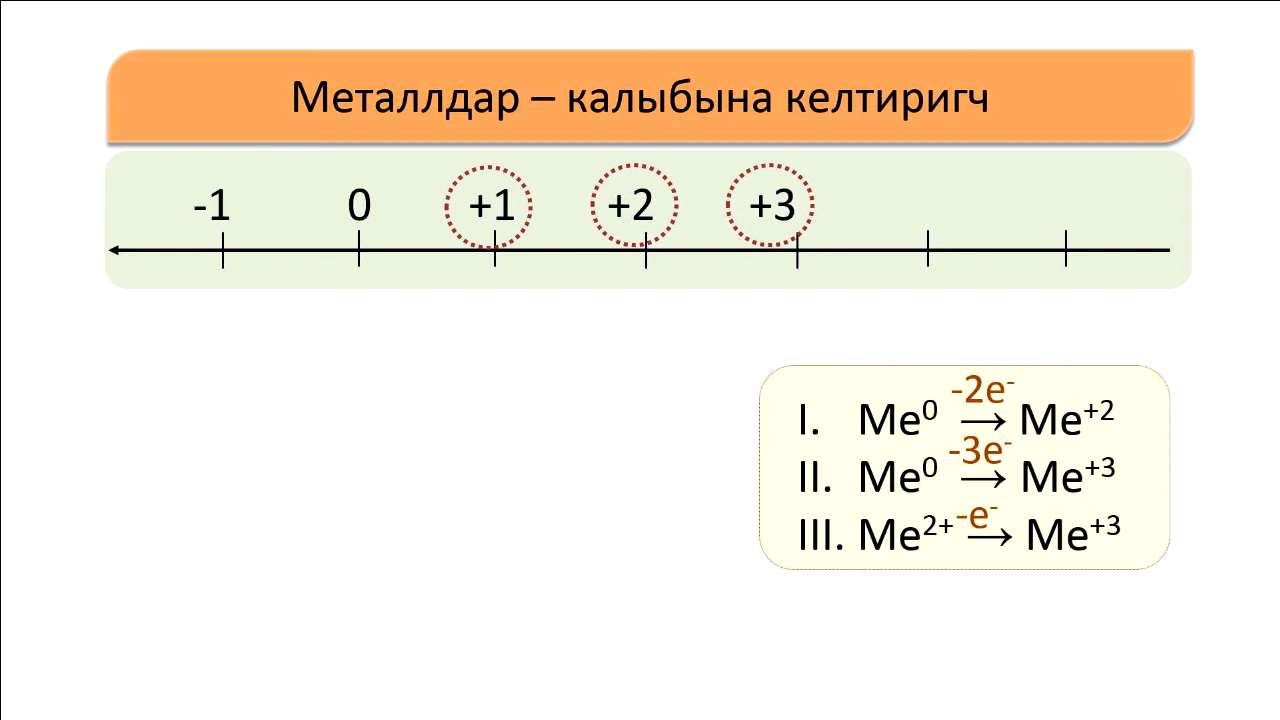 Металлдар – калыбына келтиригч
-1 0 +1 +2 +3
I. Me⁰ -2e⁻ → Me⁺²
II. Me⁰ -3e⁻ → Me⁺³
III. Me²⁺ -e⁻ → Me⁺³